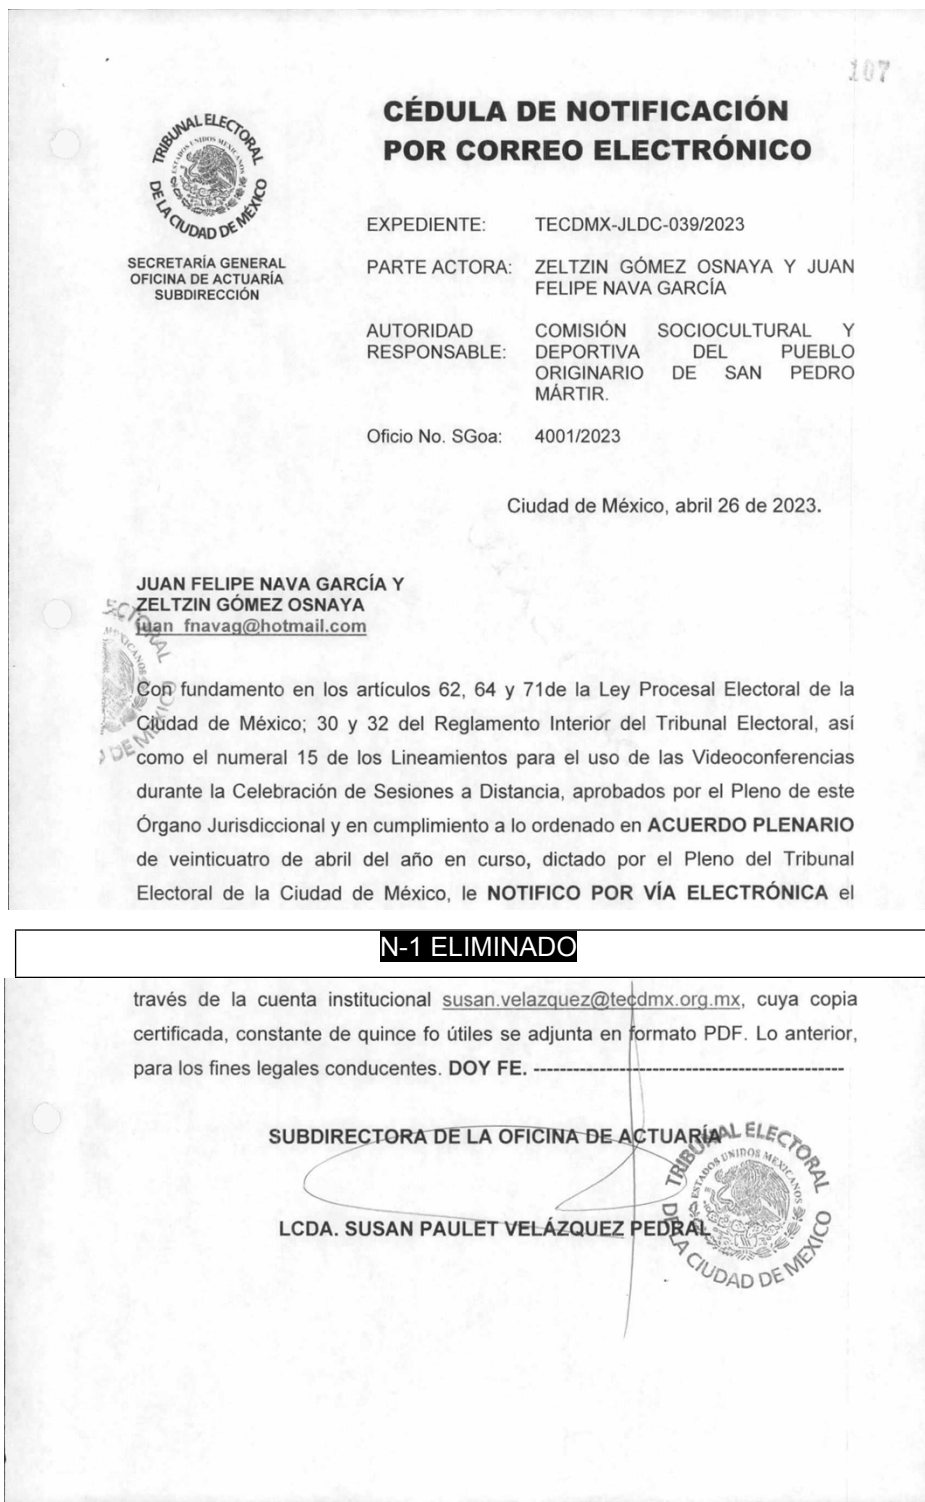 107
CÉDULA DE NOTIFICACIÓN
POR CORREO ELECTRÓNICO
TRIBUNAL ELECTORAL
ESTADOS UNIDOS MEXICANOS
DE LA CIUDAD DE MÉXICO
SECRETARÍA GENERAL
OFICINA DE ACTUARÍA
SUBDIRECCIÓN
EXPEDIENTE: TECDMX-JLDC-039/2023
PARTE ACTORA: ZELTZIN GÓMEZ OSNAYA Y JUAN
FELIPE NAVA GARCÍA
AUTORIDAD COMISIÓN SOCIOCULTURAL Y
RESPONSABLE: DEPORTIVA DEL PUEBLO
ORIGINARIO DE SAN PEDRO
MÁRTIR.
Oficio No. SGoa: 4001/2023
Ciudad de México, abril 26 de 2023.
JUAN FELIPE NAVA GARCÍA Y
ZELTZIN GÓMEZ OSNAYA
juan_fnavag@hotmail.com
Con fundamento en los artículos 62, 64 y 71de la Ley Procesal Electoral de la
Ciudad de México; 30 y 32 del Reglamento Interior del Tribunal Electoral, así
como el numeral 15 de los Lineamientos para el uso de las Videoconferencias
durante la Celebración de Sesiones a Distancia, aprobados por el Pleno de este
Órgano Jurisdiccional y en cumplimiento a lo ordenado en ACUERDO PLENARIO
de veinticuatro de abril del año en curso, dictado por el Pleno del Tribunal
Electoral de la Ciudad de México, le NOTIFICO POR VÍA ELECTRÓNICA el
N-1 ELIMINADO
través de la cuenta institucional susan.velazquez@tecdmx.org.mx, cuya copia
certificada, constante de quince fo útiles se adjunta en formato PDF. Lo anterior,
para los fines legales conducentes. DOY FE. -----------------------------------------------
SUBDIRECTORA DE LA OFICINA DE ACTUARÍA
LCDA. SUSAN PAULET VELÁZQUEZ PEDRAL
TRIBUNAL ELECTORAL
ESTADOS UNIDOS MEXICANOS
DE LA CIUDAD DE MEXICO